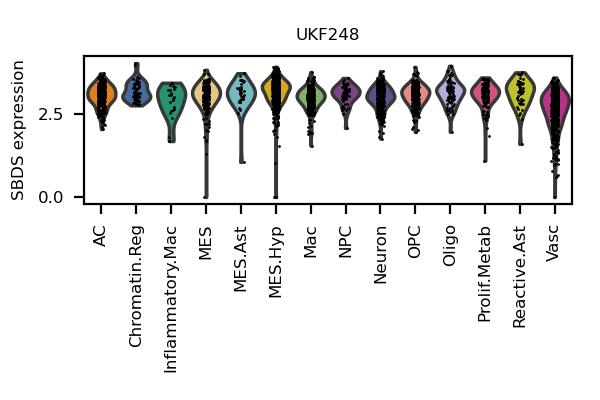 UKF248
SBDS expression
2.5
0.0
AC
Chromatin.Reg
Inflammatory.Mac
MES
MES.Ast
MES.Hyp
Mac
NPC
Neuron
OPC
Oligo
Prolif.Metab
Reactive.Ast
Vasc